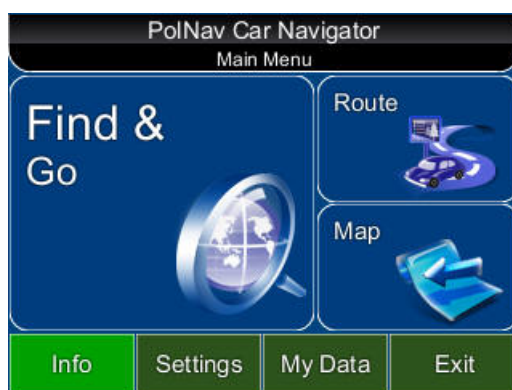 PolNav Car Navigator
Main Menu
Find &
Go
Route
Map
Info
Settings
My Data
Exit